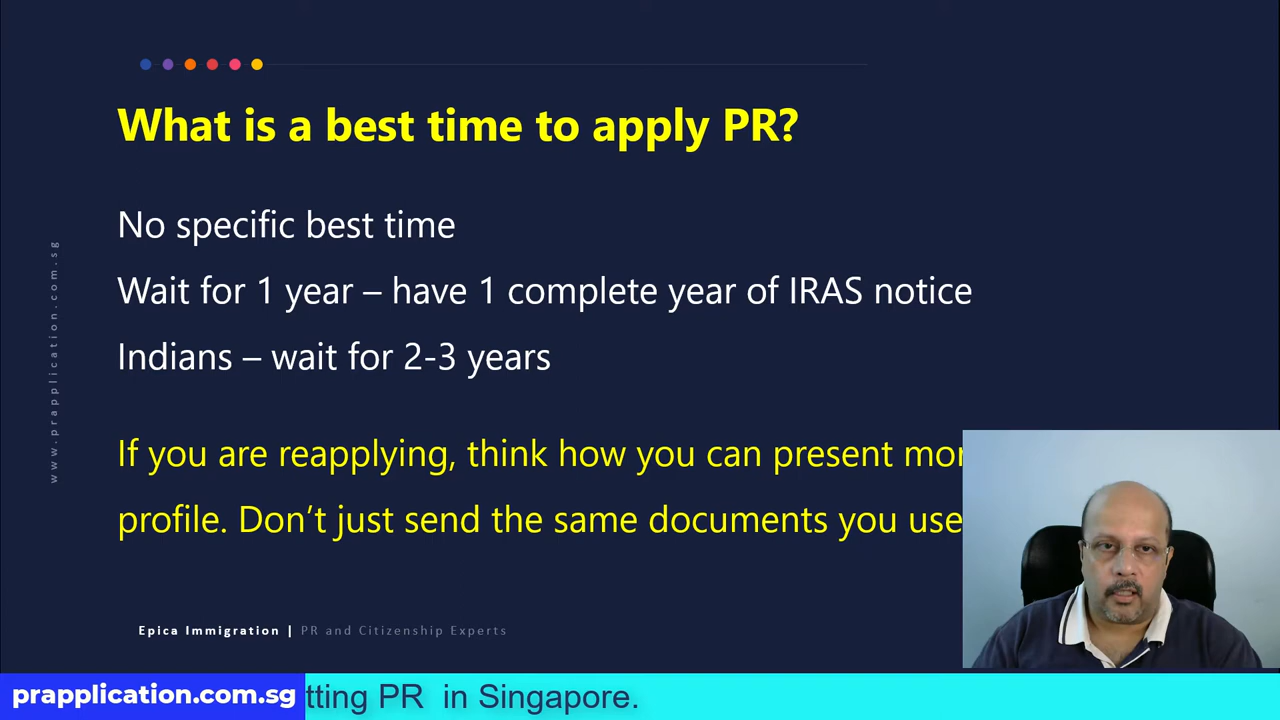 What is a best time to apply PR?
No specific best time
Wait for 1 year – have 1 complete year of IRAS notice
Indians – wait for 2-3 years
If you are reapplying, think how you can present
profile. Don't just send the same documents you
www.prapplication.com.sg
Epica Immigration | PR and Citizenship Experts
prapplication.com.sg
PR in Singapore.